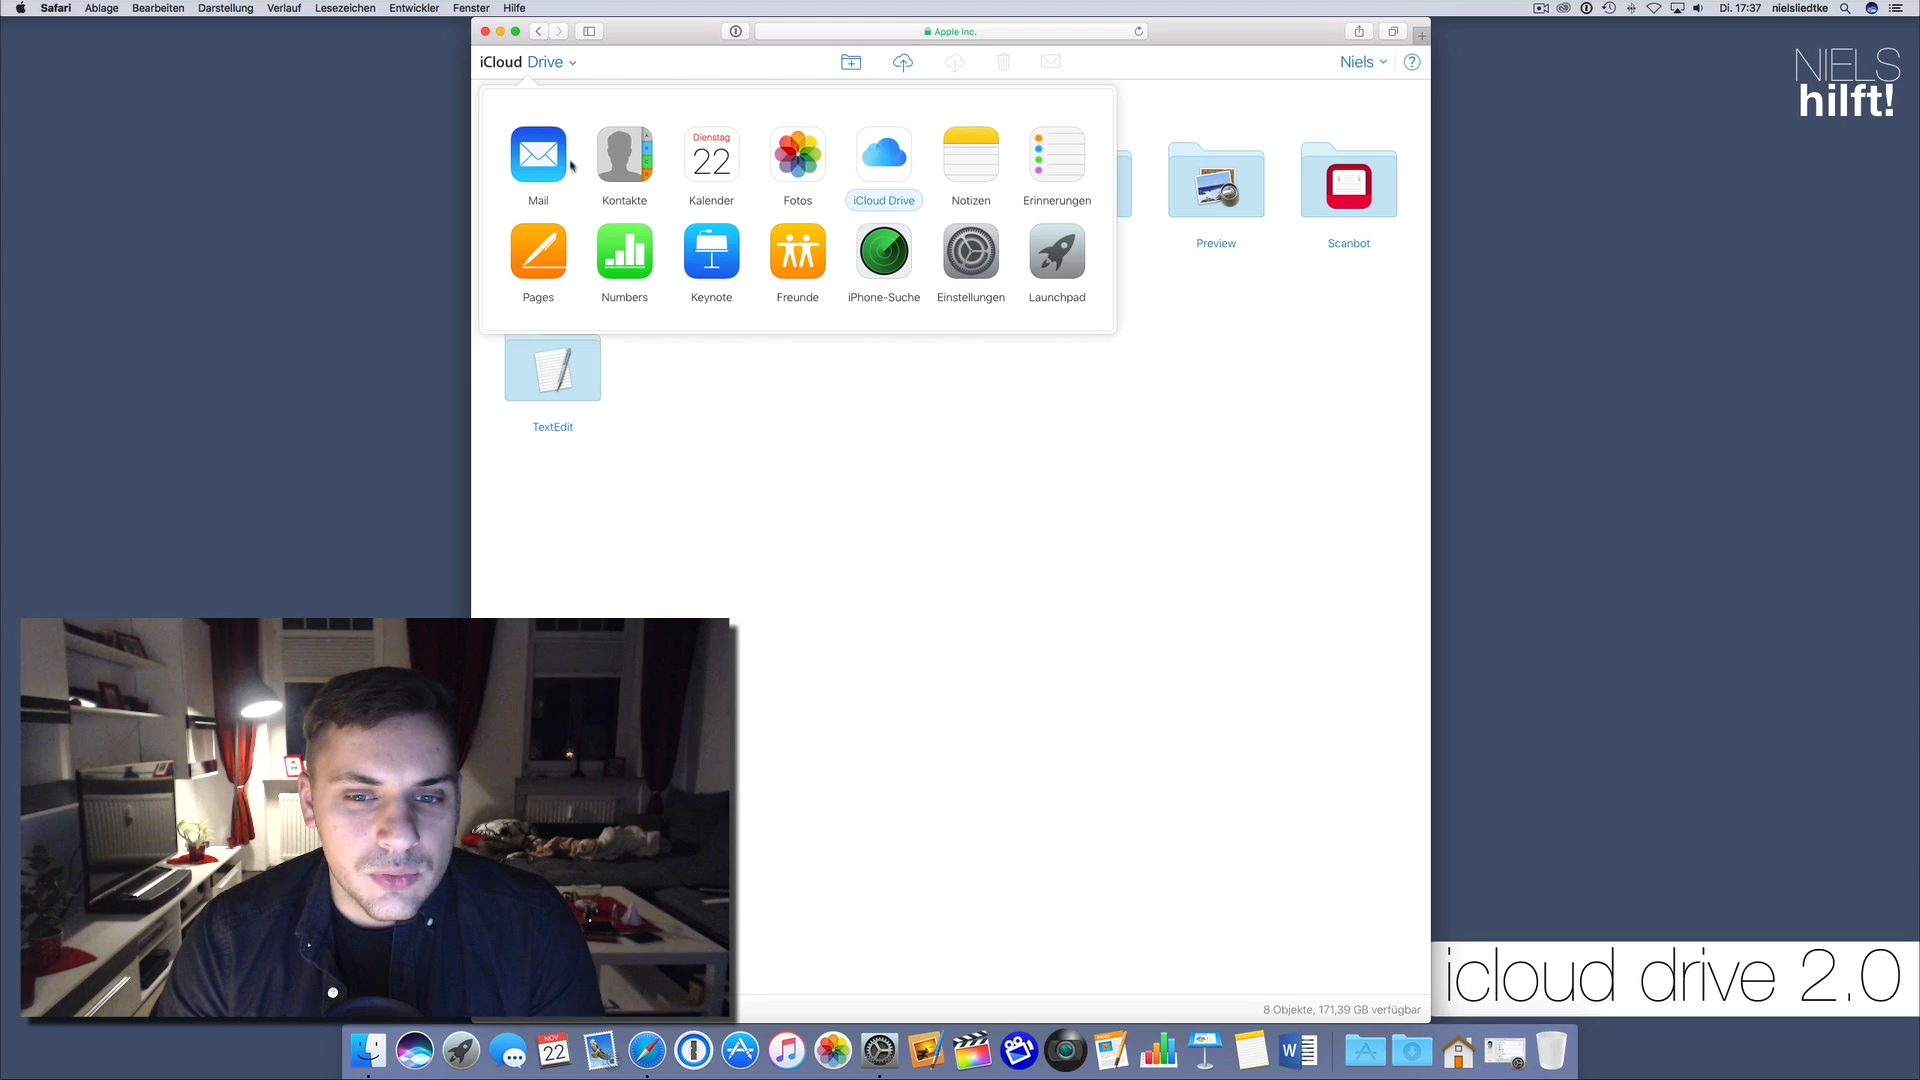 Safari Ablage Bearbeiten Darstellung Verlauf Lesezeichen Entwickler Fenster Hilfe
Di. 17:37 nielsliedtke
Apple Inc.
iCloud Drive
Niels
NIELS
hilft!
Dienstag
22
Mail Kontakte Kalender Fotos iCloud Drive Notizen Erinnerungen
Preview Scanbot
Pages Numbers Keynote Freunde iPhone-Suche Einstellungen Launchpad
TextEdit
icloud drive 2.0
8 Objekte, 171,39 GB verfügbar
NOV
22
W